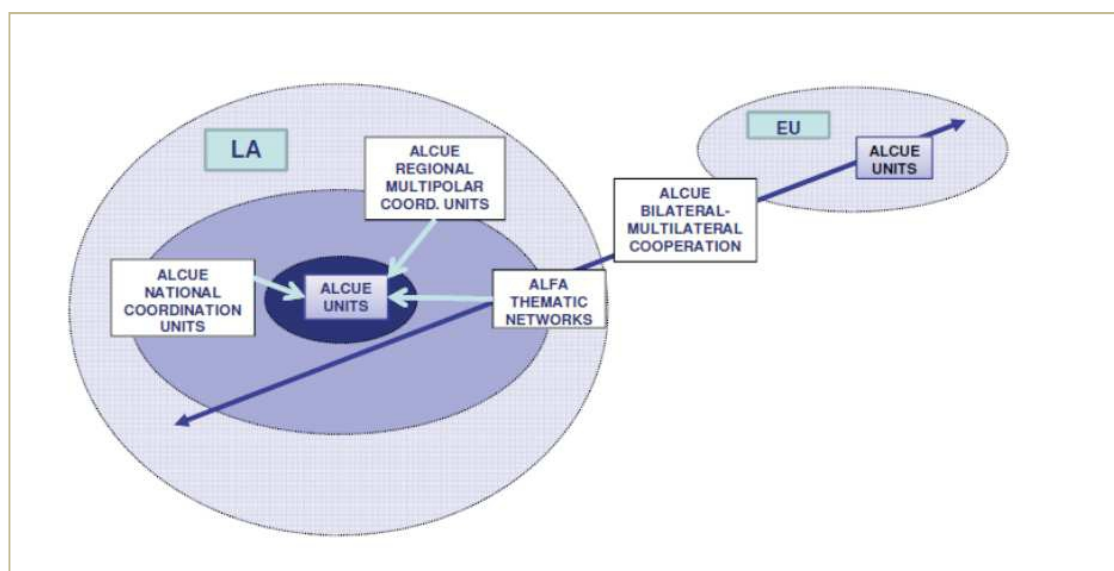 LA
ALCUE
REGIONAL
MULTIPOLAR
COORD. UNITS
EU
ALCUE
UNITS
ALCUE
BILATERAL-
MULTILATERAL
COOPERATION
ALCUE
NATIONAL
COORDINATION
UNITS
ALCUE
UNITS
ALFA
THEMATIC
NETWORKS